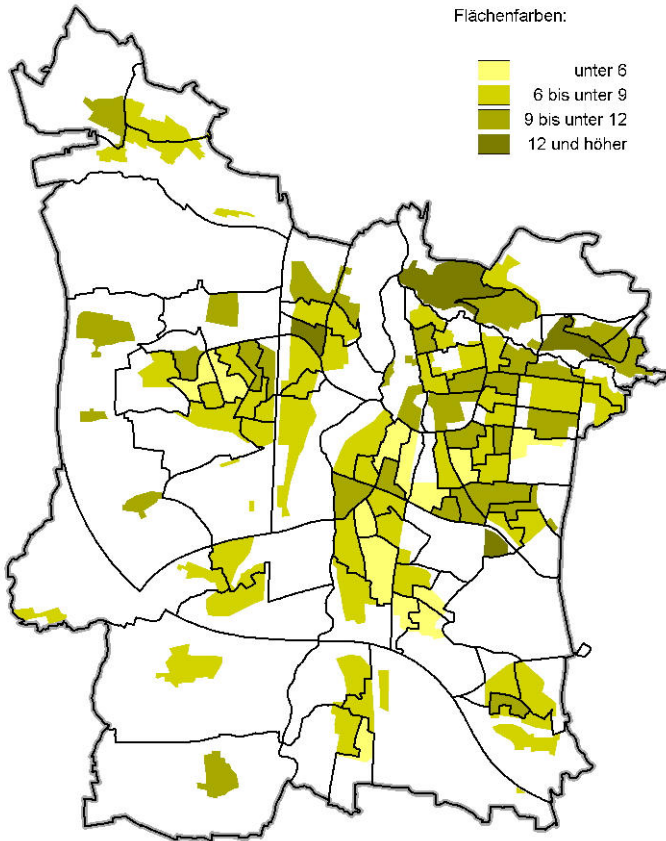 Flächenfarben:
unter 6
6 bis unter 9
9 bis unter 12
12 und höher